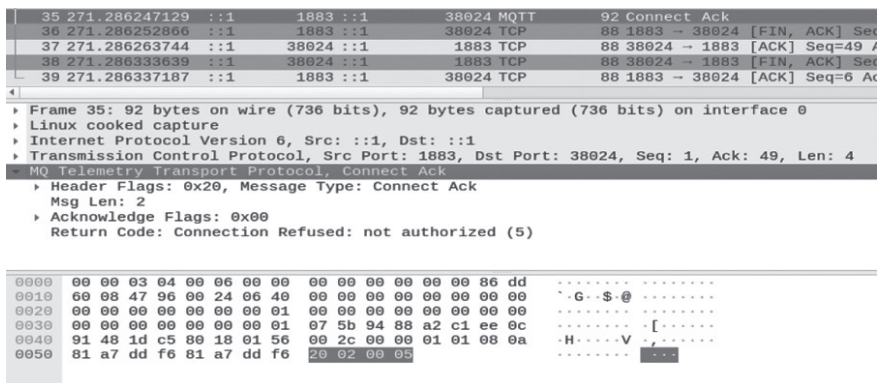 35 271.286247129 ::1 1883 ::1 38024 MQTT 92 Connect Ack
36 271.286252866 ::1 1883 ::1 38024 TCP 88 1883 → 38024 [FIN, ACK] Seq
37 271.286263744 ::1 38024 ::1 1883 TCP 88 38024 → 1883 [ACK] Seq=49 A
38 271.286333639 ::1 38024 ::1 1883 TCP 88 38024 → 1883 [FIN, ACK] Sec
39 271.286337187 ::1 1883 ::1 38024 TCP 88 1883 → 38024 [ACK] Seq=6 Ac
Frame 35: 92 bytes on wire (736 bits), 92 bytes captured (736 bits) on interface 0
Linux cooked capture
Internet Protocol Version 6, Src: ::1, Dst: ::1
Transmission Control Protocol, Src Port: 1883, Dst Port: 38024, Seq: 1, Ack: 49, Len: 4
MQ Telemetry Transport Protocol, Connect Ack
Header Flags: 0x20, Message Type: Connect Ack
Msg Len: 2
Acknowledge Flags: 0x00
Return Code: Connection Refused: not authorized (5)
0000 00 00 03 04 00 06 00 00 00 00 00 00 00 00 86 dd ········ ········
0010 60 08 47 96 00 24 06 40 00 00 00 00 00 00 00 00 `·G··$·@ ········
0020 00 00 00 00 00 00 00 01 00 00 00 00 00 00 00 00 ········ ········
0030 00 00 00 00 00 00 00 01 07 5b 94 88 a2 c1 ee 0c ········ ·[······
0040 91 48 1d c5 80 18 01 56 00 2c 00 00 01 01 08 0a ·H·····V ·,······
0050 81 a7 dd f6 81 a7 dd f6 20 02 00 05 ········ ···